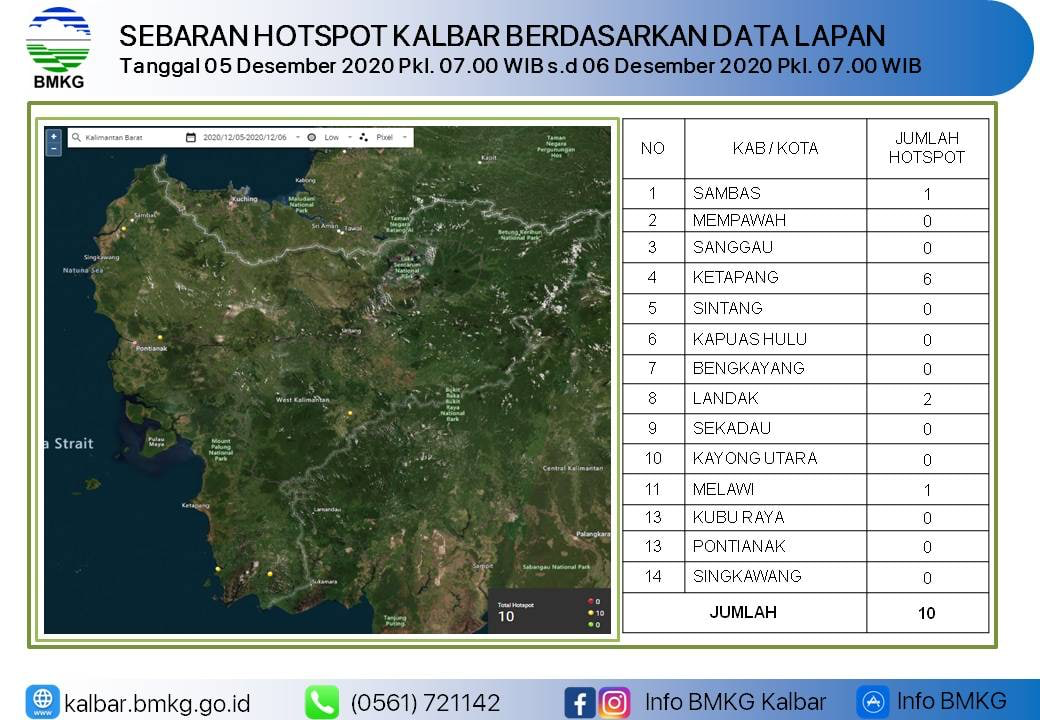 BMKG
SEBARAN HOTSPOT KALBAR BERDASARKAN DATA LAPAN
Tanggal 05 Desember 2020 Pkl. 07.00 WIB s.d 06 Desember 2020 Pkl. 07.00 WIB
+
−
Kalimantan Barat
2020/12/05-2020/12/06
Low
Pixel
Taman
Negara
Pergunungan
Hos
Kapit
Kabong
Kuching
Maludam
National
Park
Sambas
Sri Aman
Tawai
Taman
Negara
Batang Ai
Betung Kerihun
National Park
Singkawang
Natuna Sea
Laka
Sentarum
National
Park
Sintang
Pontianak
West Kalimantan
Bukit
Baka
Bukit
Raya
National
Park
a Strait
Pulau
Maya
Mount
Palung
National
Park
Central Kalimantan
Ketapang
Lamandau
Palangkara
Sampit
Sabangau National Park
Sukamara
Tanjung
Puting
Total Hotspot
10
0
10
0
NO KAB / KOTA JUMLAH
HOTSPOT
1 SAMBAS 1
2 MEMPAWAH 0
3 SANGGAU 0
4 KETAPANG 6
5 SINTANG 0
6 KAPUAS HULU 0
7 BENGKAYANG 0
8 LANDAK 2
9 SEKADAU 0
10 KAYONG UTARA 0
11 MELAWI 1
13 KUBU RAYA 0
13 PONTIANAK 0
14 SINGKAWANG 0
JUMLAH 10
www
kalbar.bmkg.go.id
(0561) 721142
Info BMKG Kalbar
Info BMKG